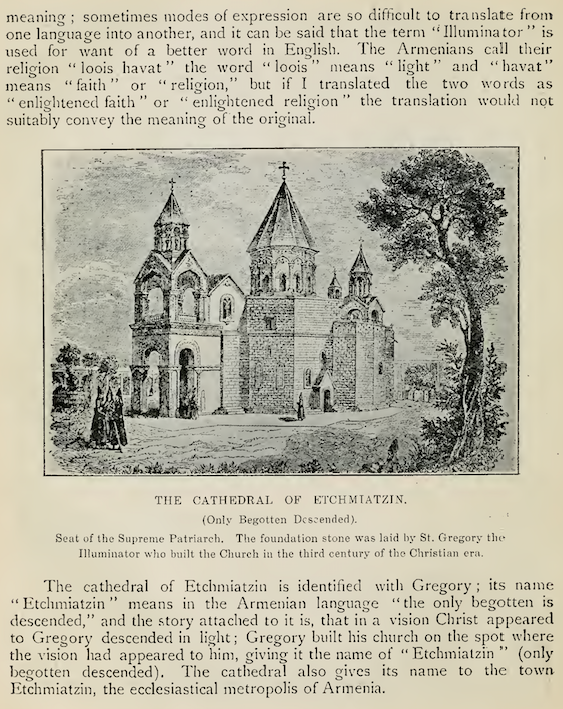 meaning ; sometimes modes of expression are so difficult to translate from
one language into another, and it can be said that the term “ Illuminator ” is
used for want of a better word in English. The Armenians call their
religion “ loois havat ” the word “ loois ” means “ light ” and “ havat ”
means “ faith ” or “ religion,” but if I translated the two words as
“ enlightened faith ” or “ enlightened religion ” the translation would not
suitably convey the meaning of the original.
THE CATHEDRAL OF ETCHMIATZIN.
(Only Begotten Descended).
Seat of the Supreme Patriarch. The foundation stone was laid by St. Gregory the
Illuminator who built the Church in the third century of the Christian era.
The cathedral of Etchmiatzin is identified with Gregory ; its name
“ Etchmiatzin ” means in the Armenian language “ the only begotten is
descended,” and the story attached to it is, that in a vision Christ appeared
to Gregory descended in light ; Gregory built his church on the spot where
the vision had appeared to him, giving it the name of “ Etchmiatzin ” (only
begotten descended). The cathedral also gives its name to the town
Etchmiatzin, the ecclesiastical metropolis of Armenia.